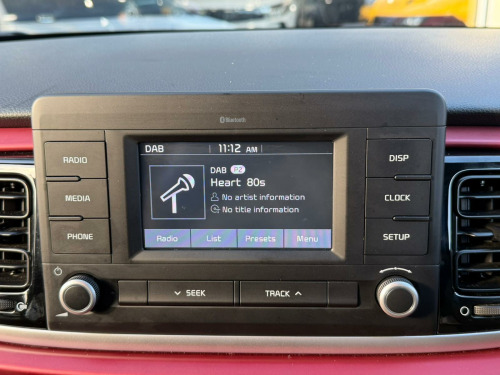 Bluetooth
DAB 11:12 AM
RADIO
MEDIA
PHONE
DAB P2
Heart 80s
No artist information
No title information
Radio List Presets Menu
DISP
CLOCK
SETUP
SEEK
TRACK